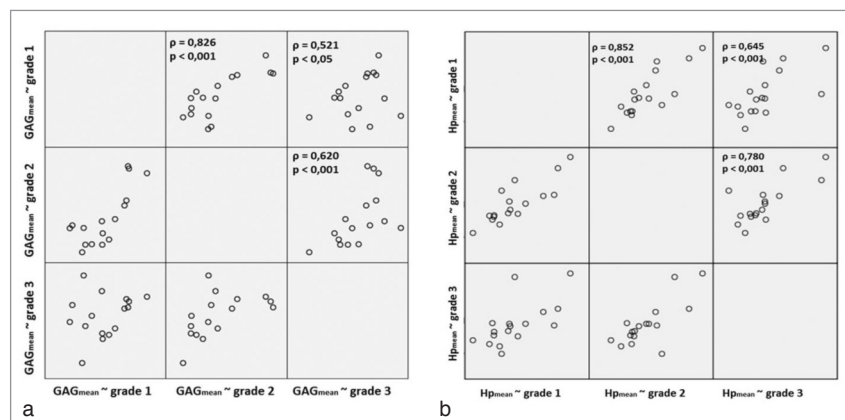 GAGmean ~ grade 1
ρ = 0,826
p < 0,001
ρ = 0,521
p < 0,05
GAGmean ~ grade 2
ρ = 0,620
p < 0,001
GAGmean ~ grade 3
GAGmean ~ grade 1
GAGmean ~ grade 2
GAGmean ~ grade 3
a
Hpmean ~ grade 1
ρ = 0,852
p <0,001
ρ = 0,645
p <0,001
Hpmean ~ grade 2
ρ = 0,780
p <0,001
Hpmean ~ grade 3
Hpmean ~ grade 1
Hpmean ~ grade 2
Hpmean ~ grade 3
b